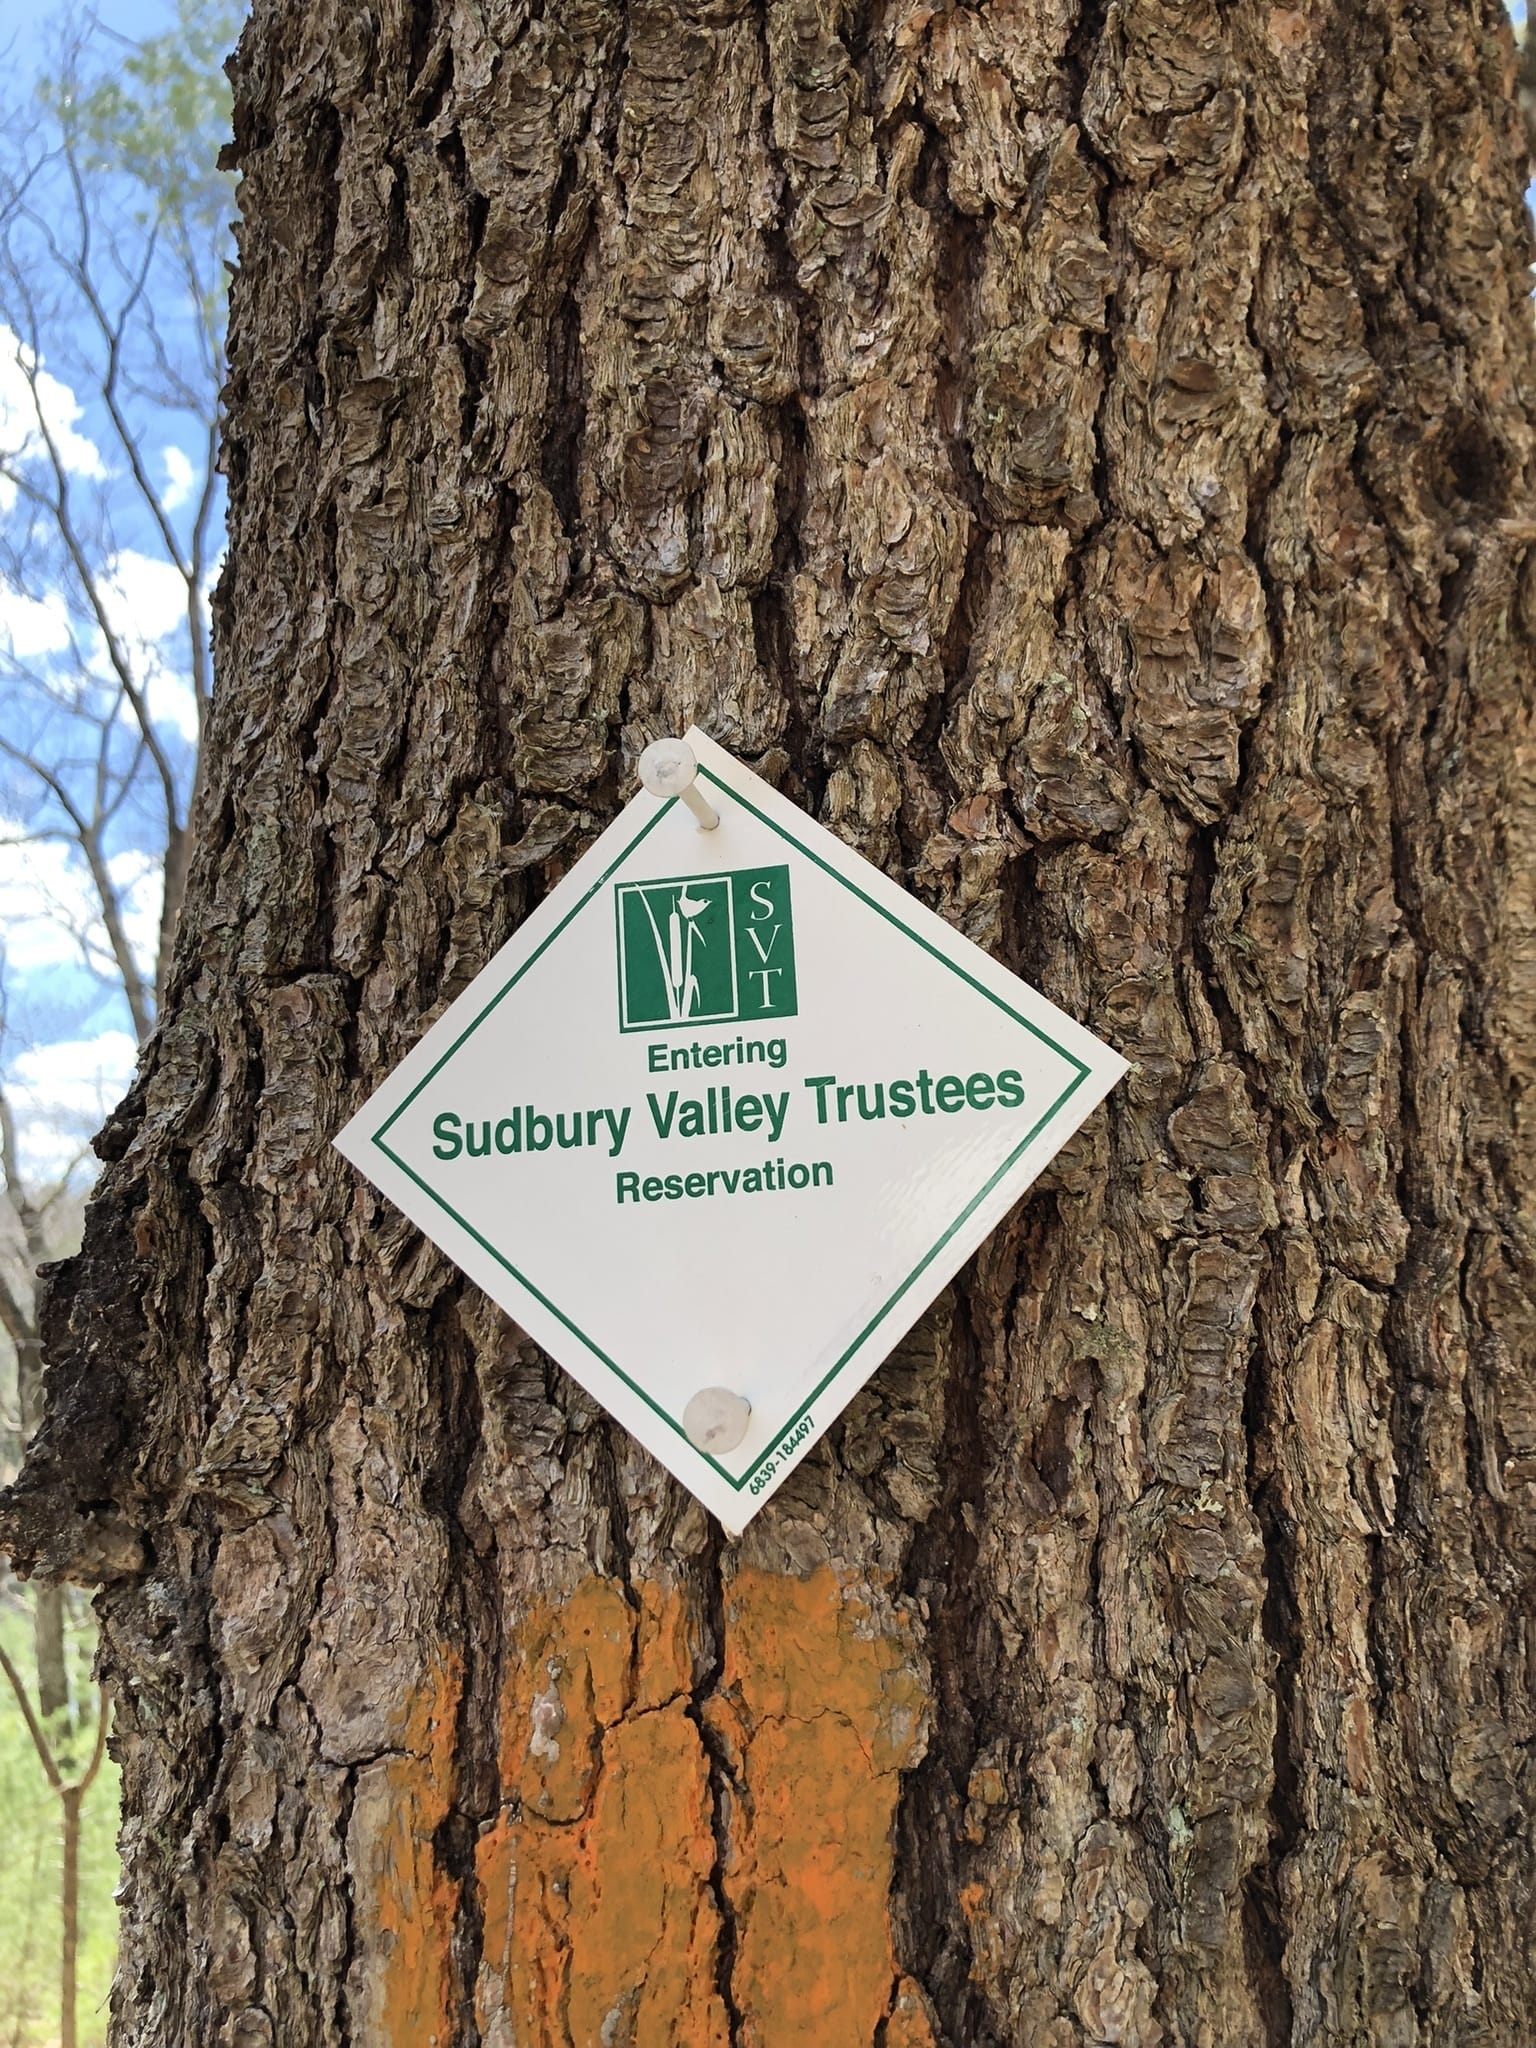 SVT
Entering
Sudbury Valley Trustees
Reservation
6839-184497